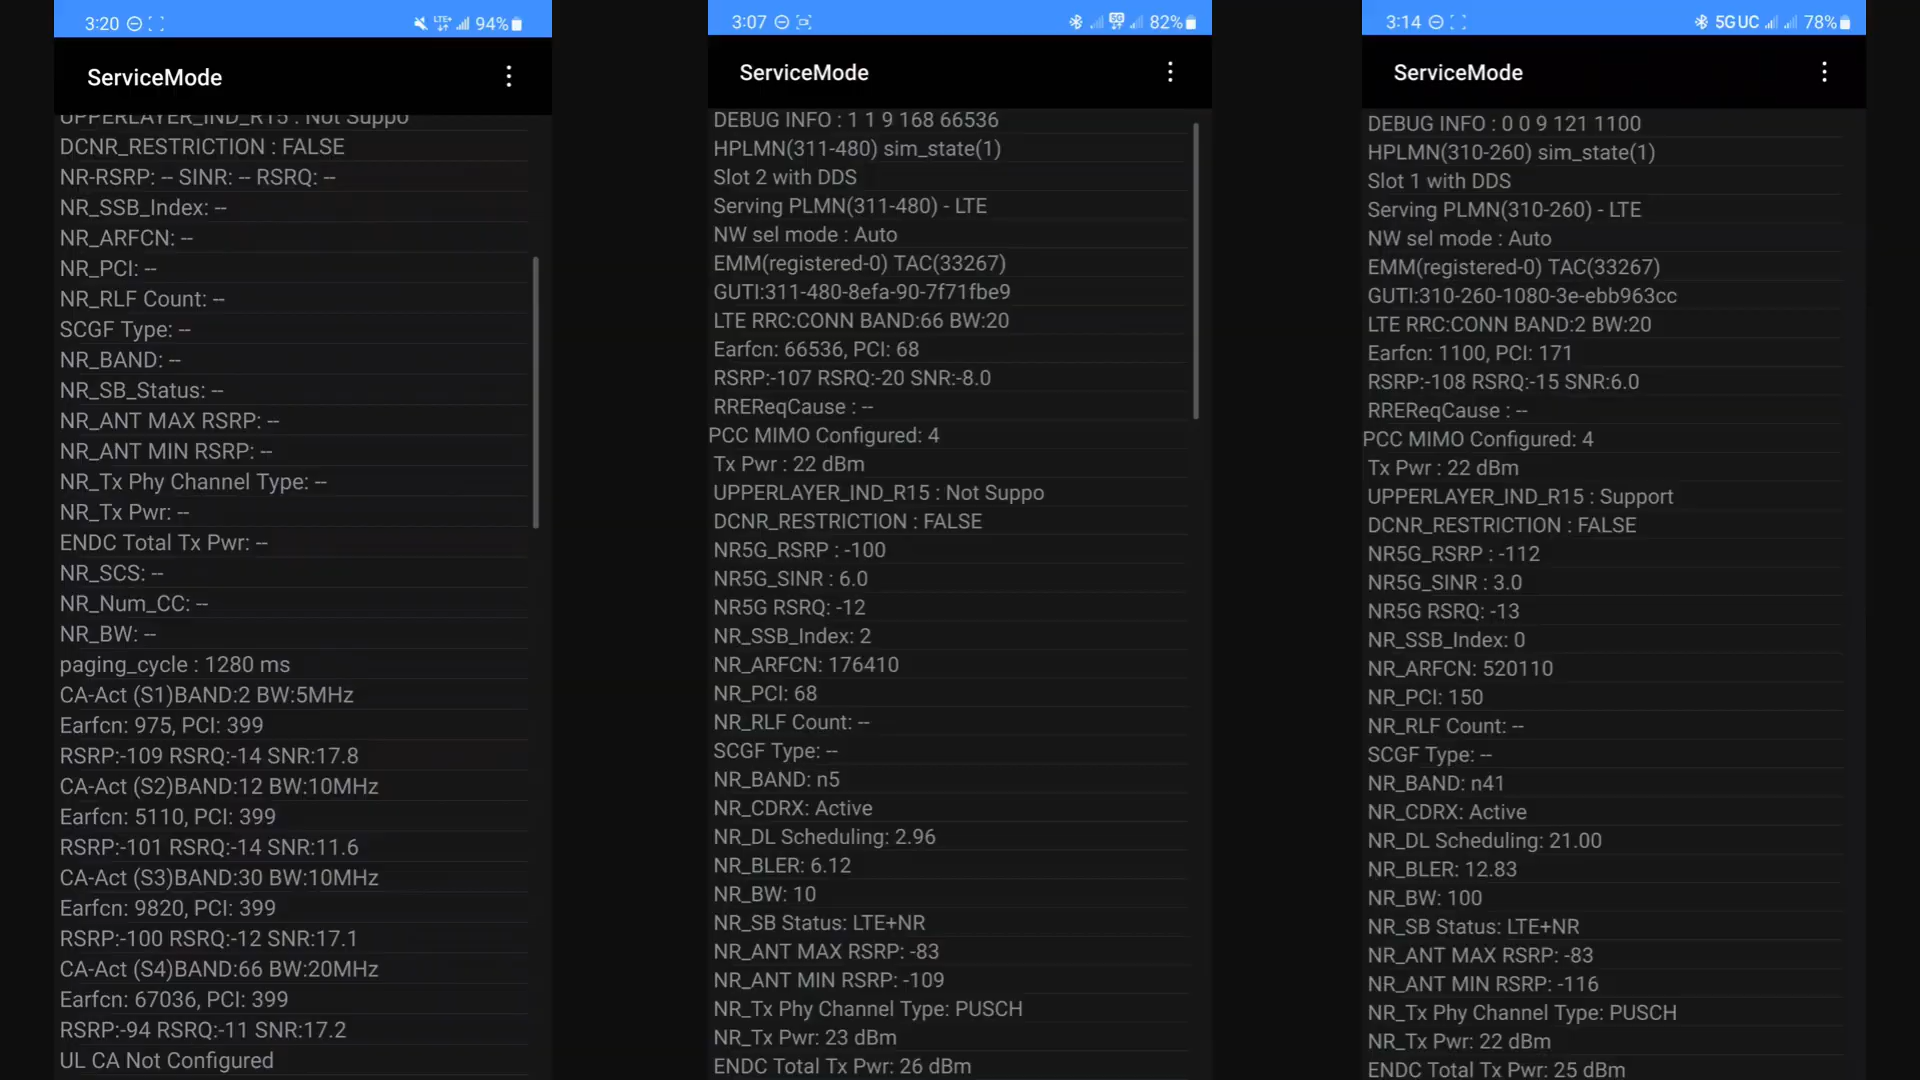 3:20 LTE+ 94%
ServiceMode
UPPERLAYER_IND_R15 : Not Suppo
DCNR_RESTRICTION : FALSE
NR-RSRP: -- SINR: -- RSRQ: --
NR_SSB_Index: --
NR_ARFCN: --
NR_PCI: --
NR_RLF Count: --
SCGF Type: --
NR_BAND: --
NR_SB_Status: --
NR_ANT MAX RSRP: --
NR_ANT MIN RSRP: --
NR_Tx Phy Channel Type: --
NR_Tx Pwr: --
ENDC Total Tx Pwr: --
NR_SCS: --
NR_Num_CC: --
NR_BW: --
paging_cycle : 1280 ms
CA-Act (S1)BAND:2 BW:5MHz
Earfcn: 975, PCI: 399
RSRP:-109 RSRQ:-14 SNR:17.8
CA-Act (S2)BAND:12 BW:10MHz
Earfcn: 5110, PCI: 399
RSRP:-101 RSRQ:-14 SNR:11.6
CA-Act (S3)BAND:30 BW:10MHz
Earfcn: 9820, PCI: 399
RSRP:-100 RSRQ:-12 SNR:17.1
CA-Act (S4)BAND:66 BW:20MHz
Earfcn: 67036, PCI: 399
RSRP:-94 RSRQ:-11 SNR:17.2
UL CA Not Configured
3:07 5G 82%
ServiceMode
DEBUG INFO : 1 1 9 168 66536
HPLMN(311-480) sim_state(1)
Slot 2 with DDS
Serving PLMN(311-480) - LTE
NW sel mode : Auto
EMM(registered-0) TAC(33267)
GUTI:311-480-8efa-90-7f71fbe9
LTE RRC:CONN BAND:66 BW:20
Earfcn: 66536, PCI: 68
RSRP:-107 RSRQ:-20 SNR:-8.0
RREReqCause : --
PCC MIMO Configured: 4
Tx Pwr : 22 dBm
UPPERLAYER_IND_R15 : Not Suppo
DCNR_RESTRICTION : FALSE
NR5G_RSRP : -100
NR5G_SINR : 6.0
NR5G RSRQ: -12
NR_SSB_Index: 2
NR_ARFCN: 176410
NR_PCI: 68
NR_RLF Count: --
SCGF Type: --
NR_BAND: n5
NR_CDRX: Active
NR_DL Scheduling: 2.96
NR_BLER: 6.12
NR_BW: 10
NR_SB Status: LTE+NR
NR_ANT MAX RSRP: -83
NR_ANT MIN RSRP: -109
NR_Tx Phy Channel Type: PUSCH
NR_Tx Pwr: 23 dBm
ENDC Total Tx Pwr: 26 dBm
3:14 5G UC 78%
ServiceMode
DEBUG INFO : 0 0 9 121 1100
HPLMN(310-260) sim_state(1)
Slot 1 with DDS
Serving PLMN(310-260) - LTE
NW sel mode : Auto
EMM(registered-0) TAC(33267)
GUTI:310-260-1080-3e-ebb963cc
LTE RRC:CONN BAND:2 BW:20
Earfcn: 1100, PCI: 171
RSRP:-108 RSRQ:-15 SNR:6.0
RREReqCause : --
PCC MIMO Configured: 4
Tx Pwr : 22 dBm
UPPERLAYER_IND_R15 : Support
DCNR_RESTRICTION : FALSE
NR5G_RSRP : -112
NR5G_SINR : 3.0
NR5G RSRQ: -13
NR_SSB_Index: 0
NR_ARFCN: 520110
NR_PCI: 150
NR_RLF Count: --
SCGF Type: --
NR_BAND: n41
NR_CDRX: Active
NR_DL Scheduling: 21.00
NR_BLER: 12.83
NR_BW: 100
NR_SB Status: LTE+NR
NR_ANT MAX RSRP: -83
NR_ANT MIN RSRP: -116
NR_Tx Phy Channel Type: PUSCH
NR_Tx Pwr: 22 dBm
ENDC Total Tx Pwr: 25 dBm